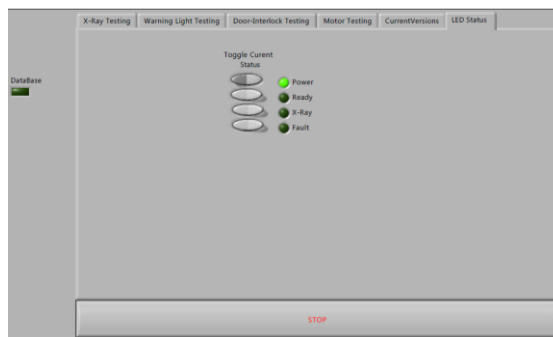 X-Ray Testing
Warning Light Testing
Door-Interlock Testing
Motor Testing
CurrentVersions
LED Status
Toggle Curent
Status
DataBase
Power
Ready
X-Ray
Fault
STOP